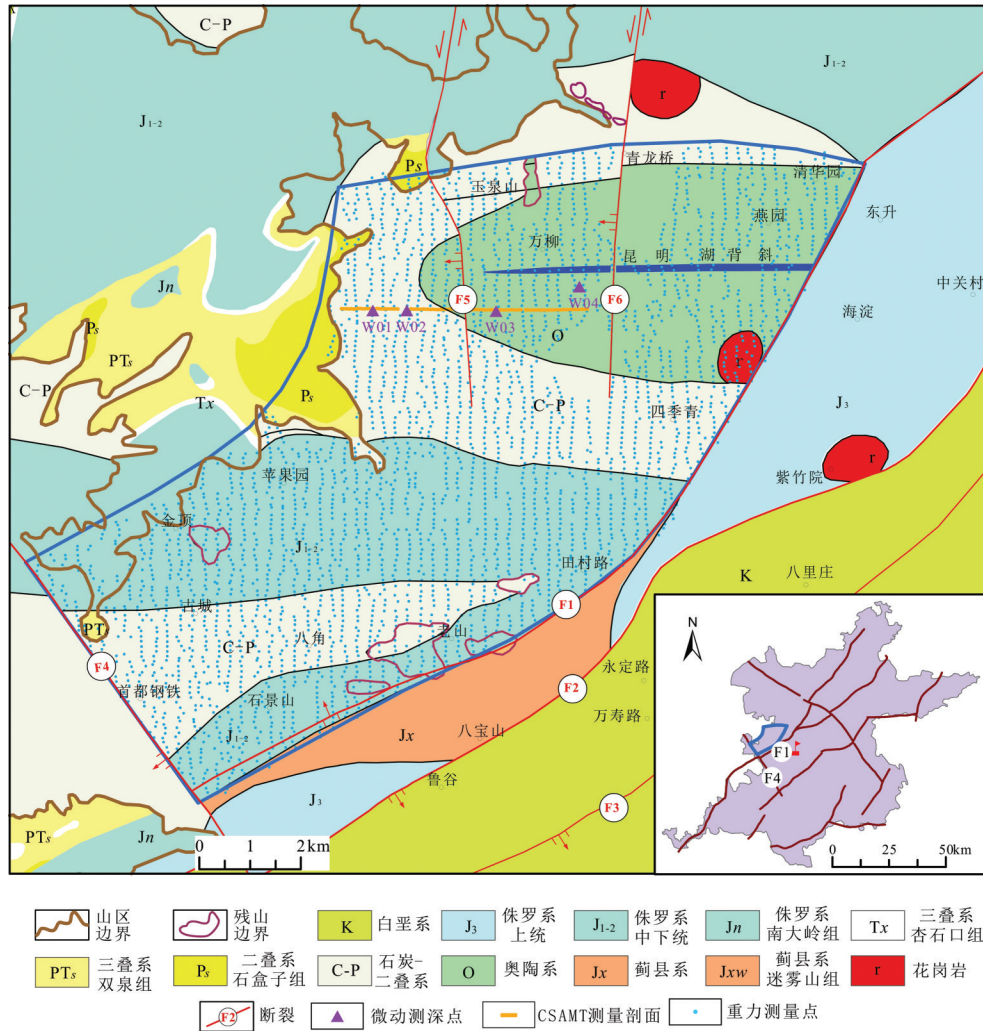 C-P
J₁₋₂
J₁₋₂
r
Ps
青龙桥
清华园
玉泉山
东升
燕园
万柳
昆明湖背斜
Jn
中关村
W04
F5
F6
W01
W02
W03
海淀
Ps
O
PTs
r
C-P
Ps
C-P
J₃
Tx
四季青
苹果园
r
紫竹院
金顶
J₁₋₂
田村路
K
八里庄
古城
F1
PTs
C-P
八角
老山
F4
永定路
首都钢铁
F2
石景山
万寿路
J₁₋₂
Jx
八宝山
鲁谷
J₃
F3
PTs
0 1 2 km
N
F1
F4
0 25 50km
山区边界
残山边界
K 白垩系
J₃ 侏罗系上统
J₁₋₂ 侏罗系中下统
Jn 侏罗系南大岭组
Tx 三叠系杏石口组
PTs 三叠系双泉组
Ps 二叠系石盒子组
C-P 石炭-二叠系
O 奥陶系
Jx 蓟县系
Jxw 蓟县系迷雾山组
r 花岗岩
F2 断裂
微动测深点
CSAMT测量剖面
重力测量点